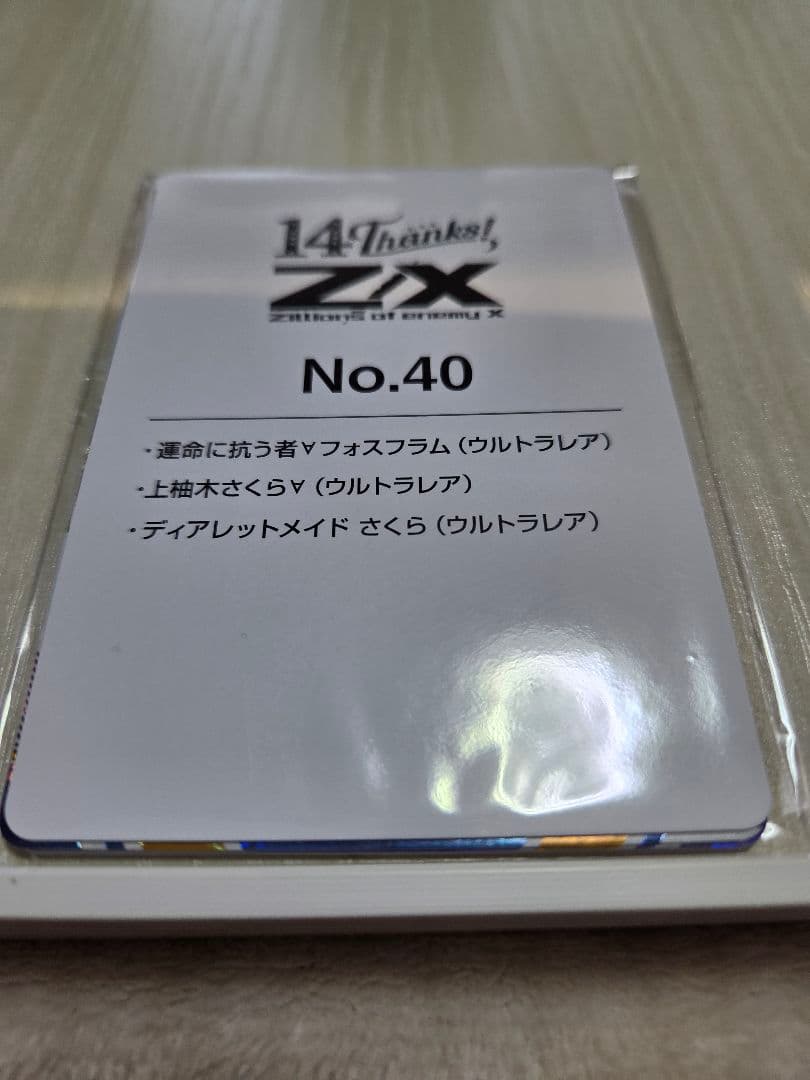 14 Thanks!,
Z/X
Zillions of enemy X
No.40
・運命に抗う者∀フォスフラム(ウルトラレア)
・上柚木さくら∀(ウルトラレア)
・ディアレットメイド さくら(ウルトラレア)